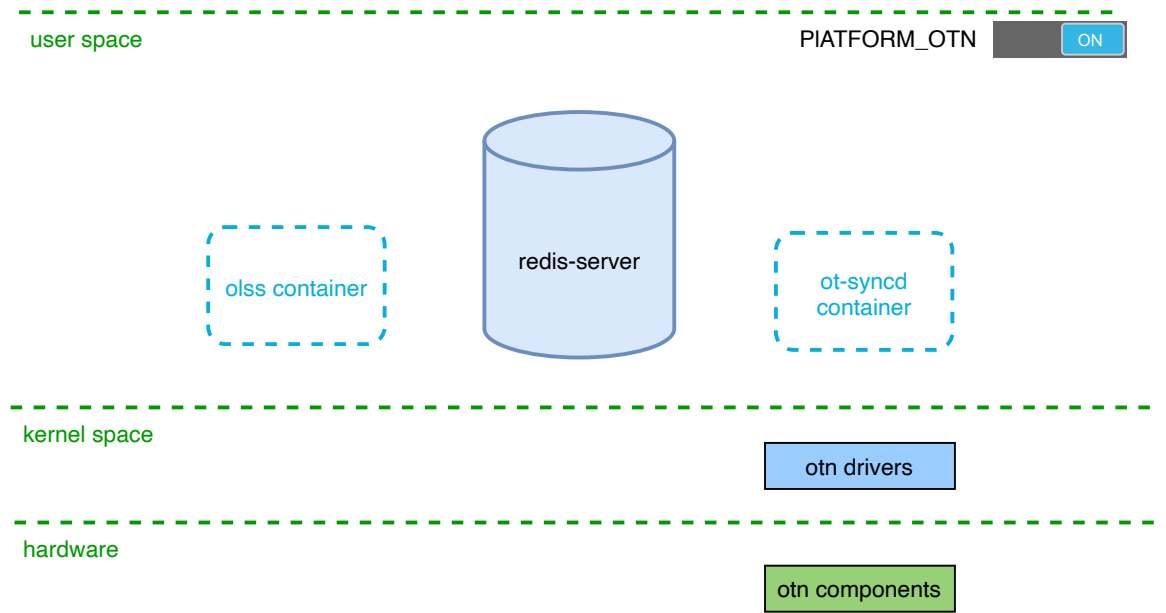 user space
PlATFORM_OTN
ON
redis-server
olss container
ot-syncd
container
kernel space
otn drivers
hardware
otn components